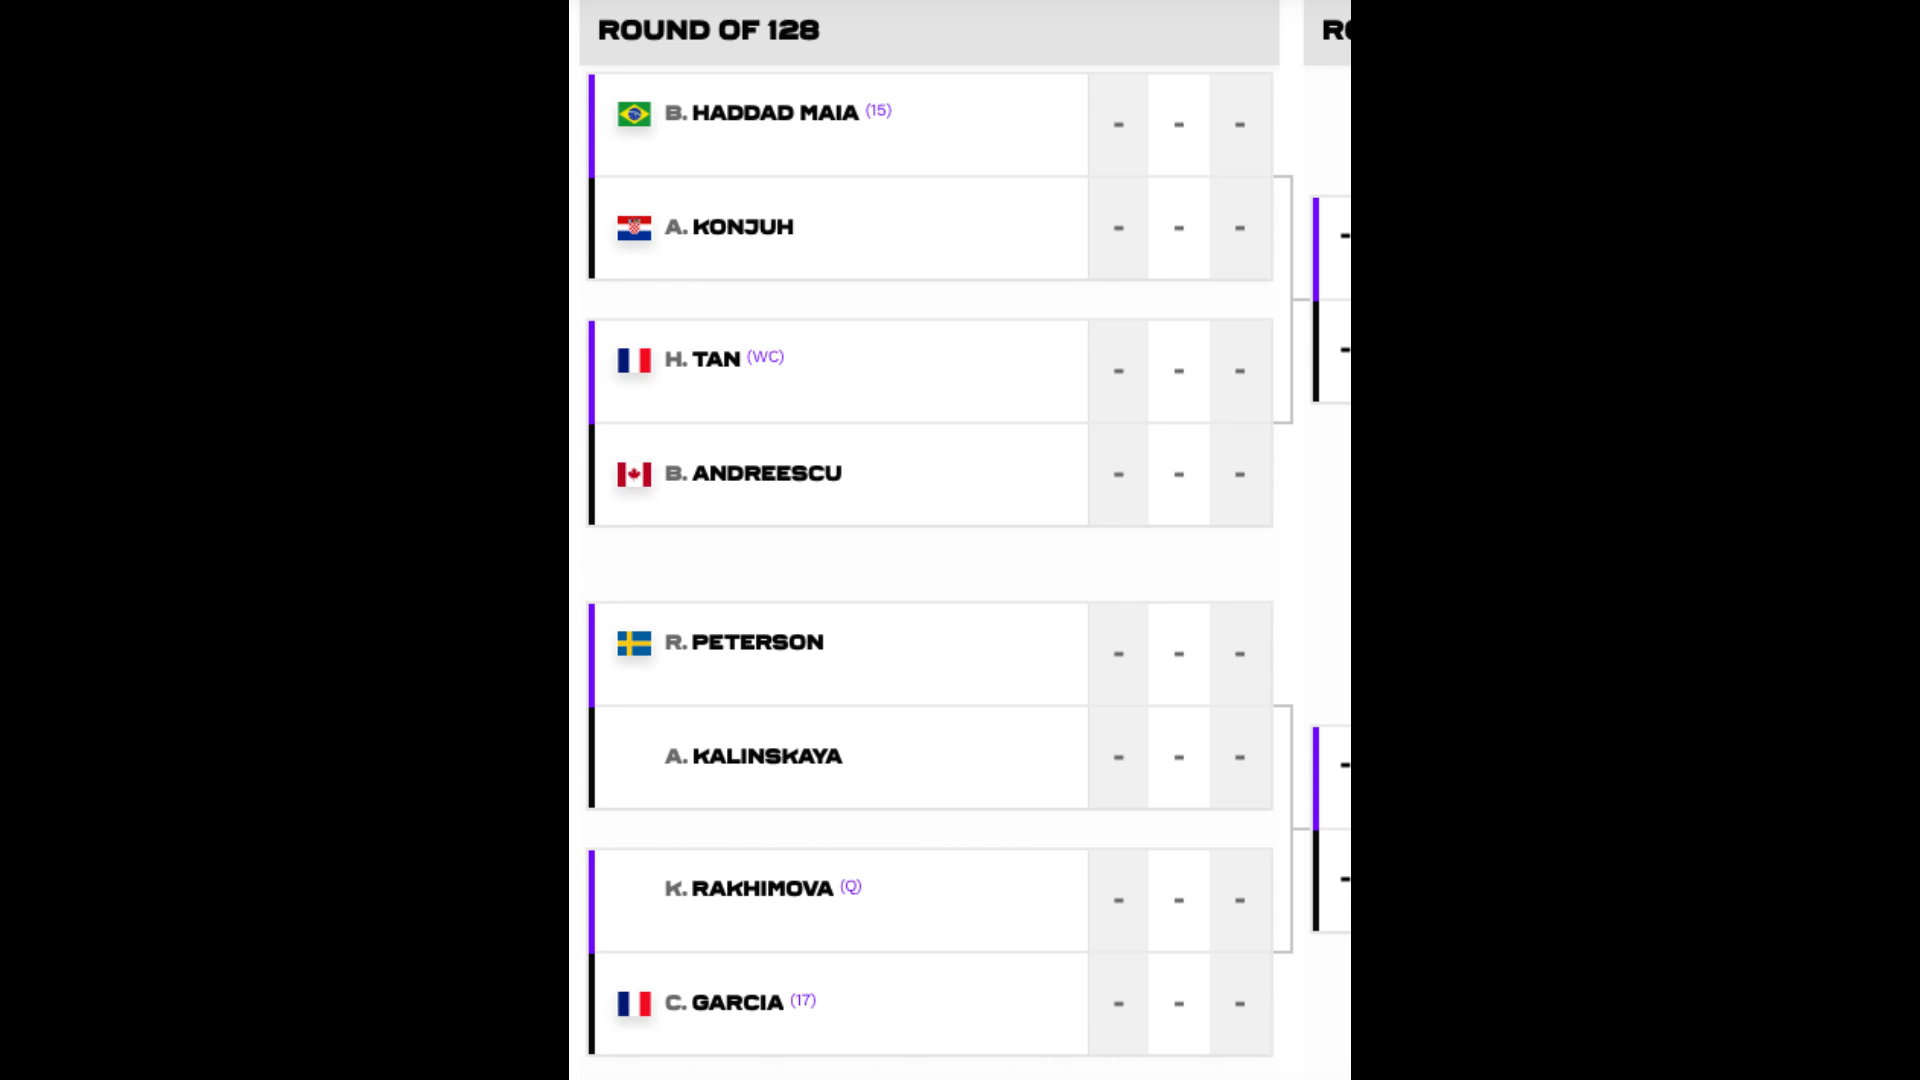 ROUND OF 128
B. HADDAD MAIA (15) - - -
A. KONJUH - - -
H. TAN (WC) - - -
B. ANDREESCU - - -
R. PETERSON - - -
A. KALINSKAYA - - -
K. RAKHIMOVA (Q) - - -
C. GARCIA (17) - - -